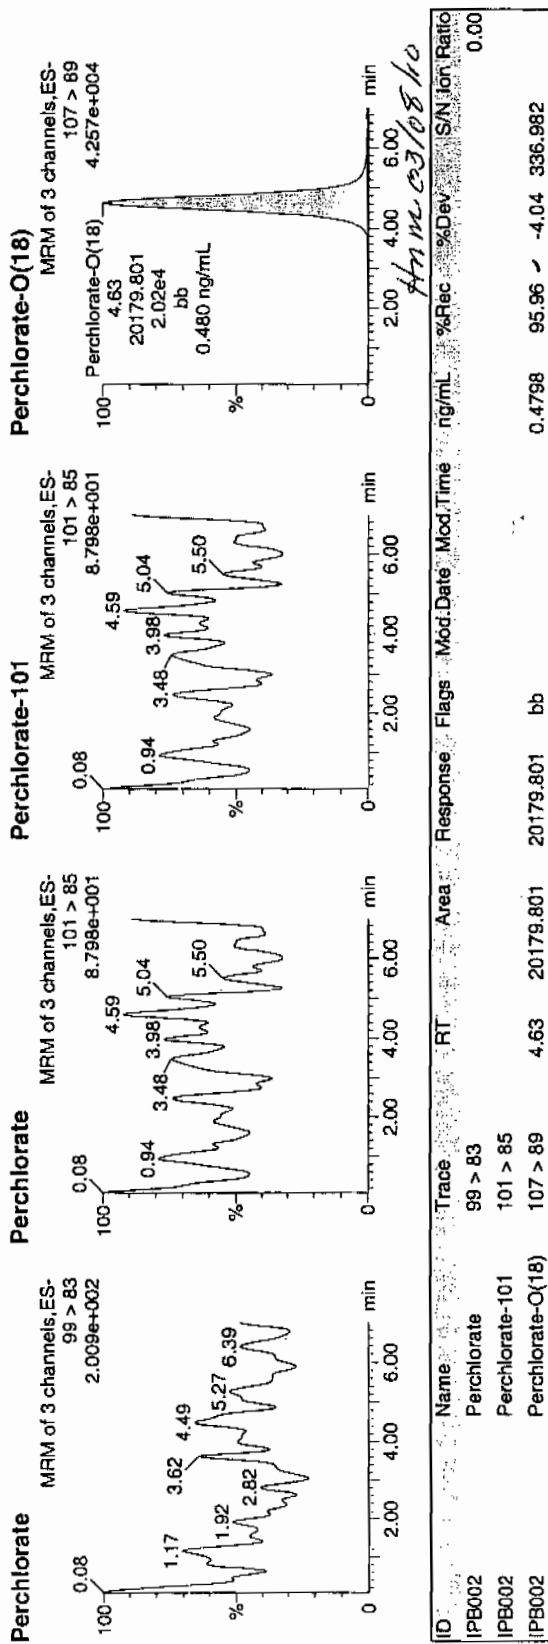 Perchlorate
MRM of 3 channels,ES-
99 > 83
2.009e+002
100
%
0
0.08
1.17
1.92
2.82
3.62
4.49
5.27
6.39
2.00
4.00
6.00
min
Perchlorate
MRM of 3 channels,ES-
101 > 85
8.798e+001
100
%
0
0.08
0.94
3.48
3.98
4.59
5.04
5.50
2.00
4.00
6.00
min
Perchlorate-101
MRM of 3 channels,ES-
101 > 85
8.798e+001
100
%
0
0.08
0.94
3.48
3.98
4.59
5.04
5.50
2.00
4.00
6.00
min
Perchlorate-O(18)
MRM of 3 channels,ES-
107 > 89
4.257e+004
100
%
0
Perchlorate-O(18)
4.63
20179.801
2.02e4
bb
0.480 ng/mL
2.00
4.00
6.00
min
03/08/10
ID Name Trace RT Area Response Flags Mod.Date Mod.Time ng/mL %Rec %Dev S/N Ion Ratio
IPB002 Perchlorate 99 > 83 0.00
IPB002 Perchlorate-101 101 > 85
IPB002 Perchlorate-O(18) 107 > 89 4.63 20179.801 20179.801 bb 0.4798 95.96 -4.04 336.982